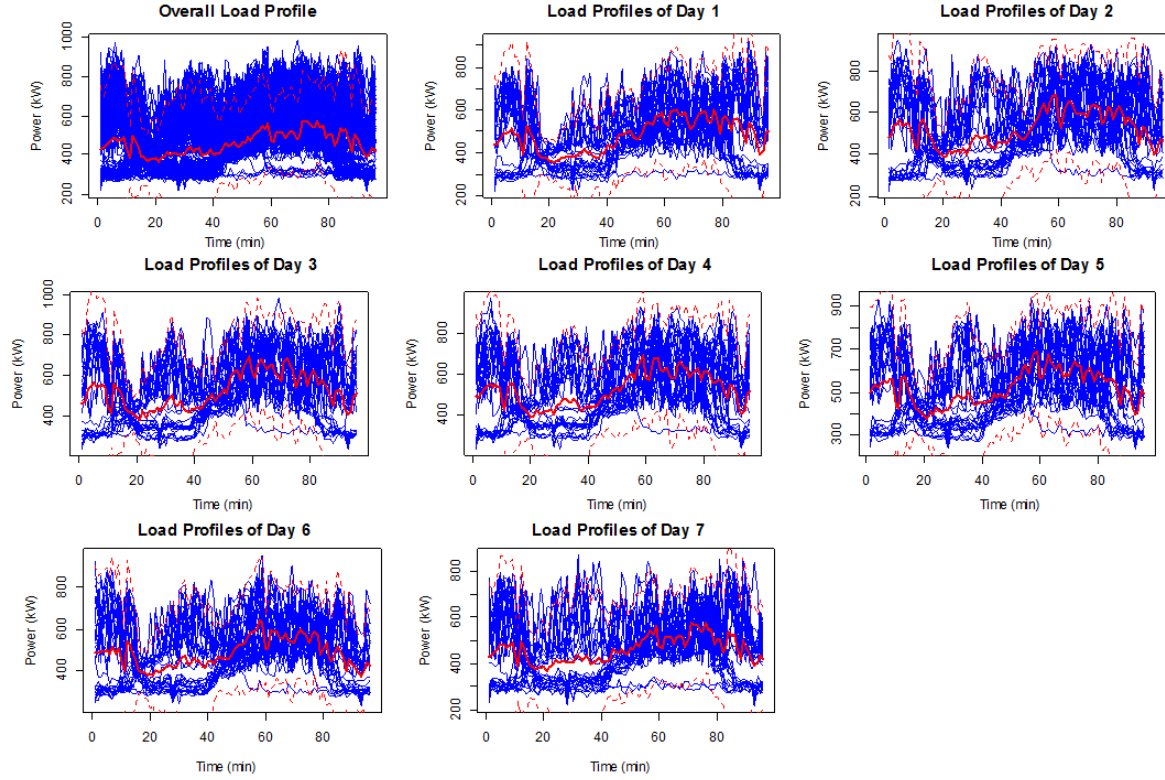 Overall Load Profile
Power (kW)
1000
800
600
400
200
0 20 40 60 80
Time (min)
Load Profiles of Day 1
Power (kW)
800
600
400
200
0 20 40 60 80
Time (min)
Load Profiles of Day 2
Power (kW)
800
600
400
200
0 20 40 60 80
Time (min)
Load Profiles of Day 3
Power (kW)
1000
800
600
400
0 20 40 60 80
Time (min)
Load Profiles of Day 4
Power (kW)
800
600
400
0 20 40 60 80
Time (min)
Load Profiles of Day 5
Power (kW)
900
700
500
300
0 20 40 60 80
Time (min)
Load Profiles of Day 6
Power (kW)
800
600
400
0 20 40 60 80
Time (min)
Load Profiles of Day 7
Power (kW)
800
600
400
200
0 20 40 60 80
Time (min)